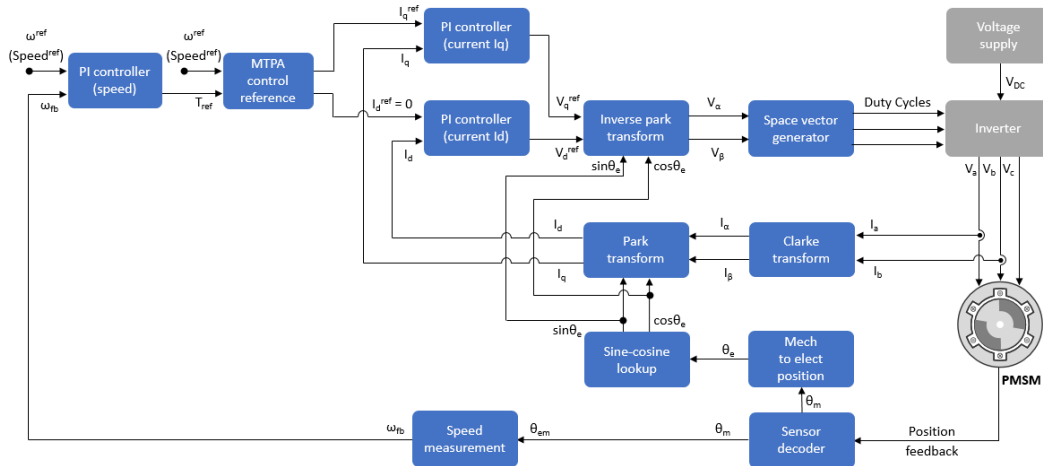 ω^ref
(Speed^ref)
ω_fb
PI controller
(speed)
T_ref
ω^ref
(Speed^ref)
MTPA
control
reference
I_q^ref
I_q
PI controller
(current Iq)
I_d^ref = 0
I_d
PI controller
(current Id)
V_q^ref
V_d^ref
Inverse park
transform
sinθ_e
cosθ_e
V_α
V_β
Space vector
generator
Duty Cycles
Voltage
supply
V_DC
Inverter
V_a
V_b
V_c
I_a
I_b
Clarke
transform
I_α
I_β
Park
transform
I_d
I_q
sinθ_e
cosθ_e
Sine-cosine
lookup
θ_e
Mech
to elect
position
θ_m
PMSM
Position
feedback
Sensor
decoder
θ_m
θ_em
Speed
measurement
ω_fb